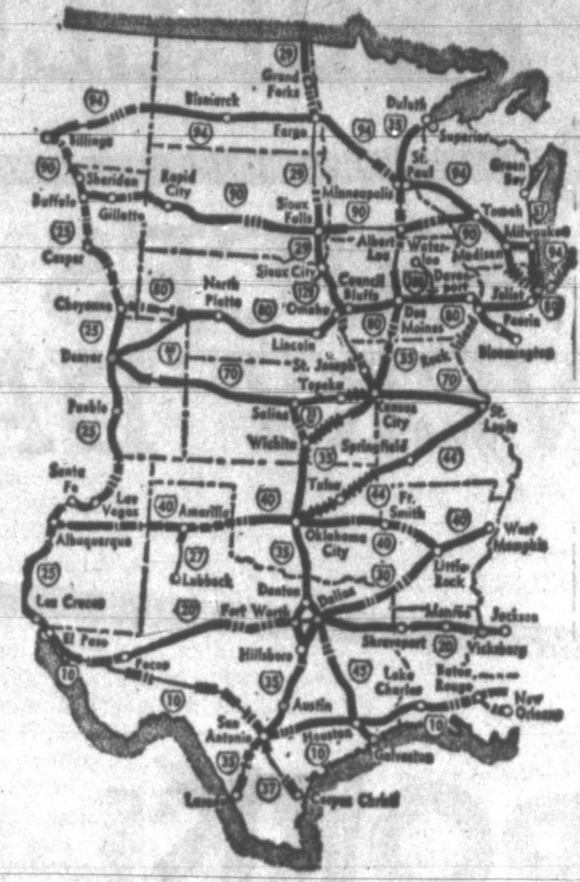 29
Grand
Forks
94
Bismarck
94
Fargo
Billings
94
35
Duluth
Superior
90
Sheridan
Buffalo
Gillette
Rapid
City
90
29
St.
Paul
Minneapolis
94
Green
Bay
57
Sioux
Falls
90
Albert
Lea
90
Tomah
Milwaukee
Madison
94
25
Casper
29
Sioux City
Waterloo
Davenport
Cheyenne
80
North
Platte
80
Omaha
129
Council
Bluffs
80
Des
Moines
80
Joliet
Peoria
Bloomington
Lincoln
25
Denver
70
St. Joseph
35
Rock Island
Topeka
Kansas
City
70
St.
Louis
Pueblo
25
Salina
Wichita
35
Springfield
44
Santa
Fe
Las
Vegas
40
Amarillo
40
Tulsa
44
Ft.
Smith
40
West
Memphis
Albuquerque
27
Lubbock
Oklahoma
City
40
35
Little
Rock
30
25
Las Cruces
El Paso
20
Fort Worth
Denton
Dallas
Shreveport
Monroe
20
Jackson
Vicksburg
Pecos
10
10
Hillsboro
35
45
Lake
Charles
Baton
Rouge
New
Orleans
Austin
San
Antonio
Houston
10
10
Galveston
35
Laredo
37
Corpus Christi